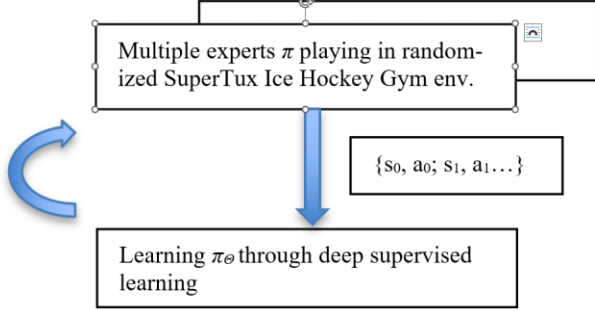 Multiple experts π playing in random-
ized SuperTux Ice Hockey Gym env.
{s₀, a₀; s₁, a₁…}
Learning π_Θ through deep supervised
learning